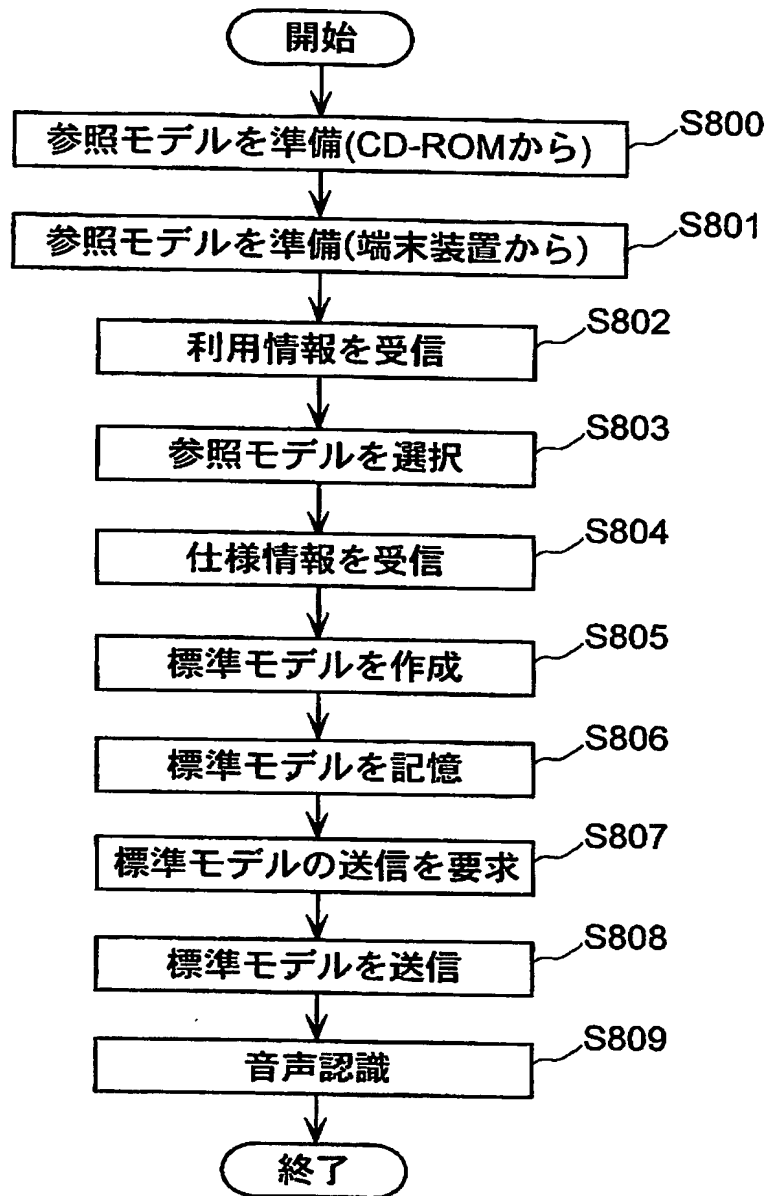 開始
参照モデルを準備(CD-ROMから)
S800
参照モデルを準備(端末装置から)
S801
利用情報を受信
S802
参照モデルを選択
S803
仕様情報を受信
S804
標準モデルを作成
S805
標準モデルを記憶
S806
標準モデルの送信を要求
S807
標準モデルを送信
S808
音声認識
S809
終了